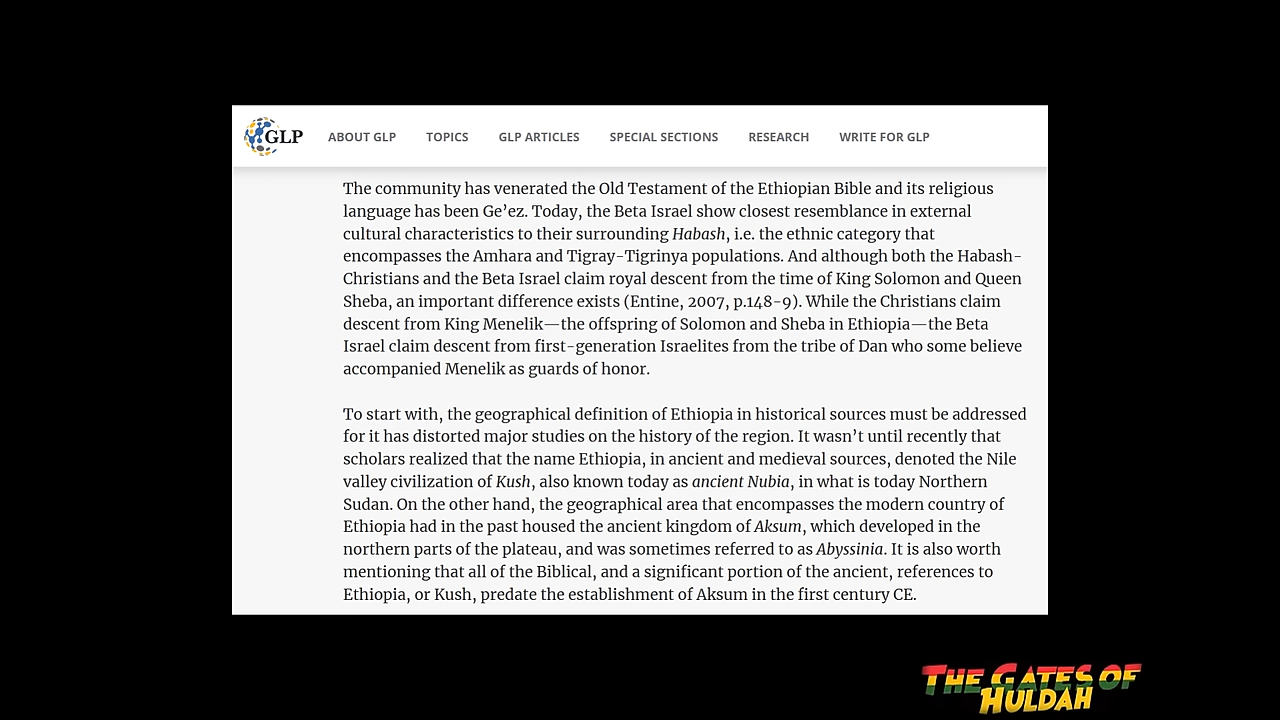 GLP
ABOUT GLP TOPICS GLP ARTICLES SPECIAL SECTIONS RESEARCH WRITE FOR GLP
The community has venerated the Old Testament of the Ethiopian Bible and its religious
language has been Ge’ez. Today, the Beta Israel show closest resemblance in external
cultural characteristics to their surrounding Habash, i.e. the ethnic category that
encompasses the Amhara and Tigray-Tigrinya populations. And although both the Habash-
Christians and the Beta Israel claim royal descent from the time of King Solomon and Queen
Sheba, an important difference exists (Entine, 2007, p.148-9). While the Christians claim
descent from King Menelik—the offspring of Solomon and Sheba in Ethiopia—the Beta
Israel claim descent from first-generation Israelites from the tribe of Dan who some believe
accompanied Menelik as guards of honor.
To start with, the geographical definition of Ethiopia in historical sources must be addressed
for it has distorted major studies on the history of the region. It wasn’t until recently that
scholars realized that the name Ethiopia, in ancient and medieval sources, denoted the Nile
valley civilization of Kush, also known today as ancient Nubia, in what is today Northern
Sudan. On the other hand, the geographical area that encompasses the modern country of
Ethiopia had in the past housed the ancient kingdom of Aksum, which developed in the
northern parts of the plateau, and was sometimes referred to as Abyssinia. It is also worth
mentioning that all of the Biblical, and a significant portion of the ancient, references to
Ethiopia, or Kush, predate the establishment of Aksum in the first century CE.
THE GATES OF
HULDAH